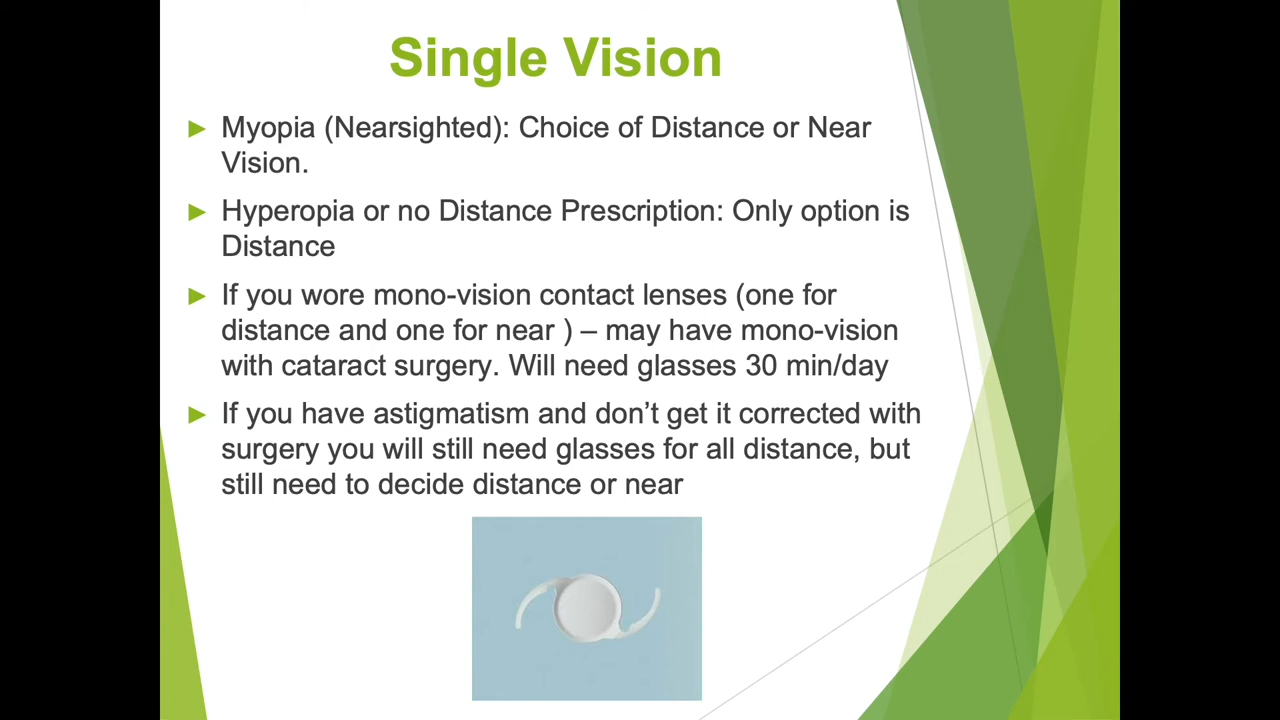 Single Vision
Myopia (Nearsighted): Choice of Distance or Near
Vision.
Hyperopia or no Distance Prescription: Only option is
Distance
If you wore mono-vision contact lenses (one for
distance and one for near ) – may have mono-vision
with cataract surgery. Will need glasses 30 min/day
If you have astigmatism and don’t get it corrected with
surgery you will still need glasses for all distance, but
still need to decide distance or near